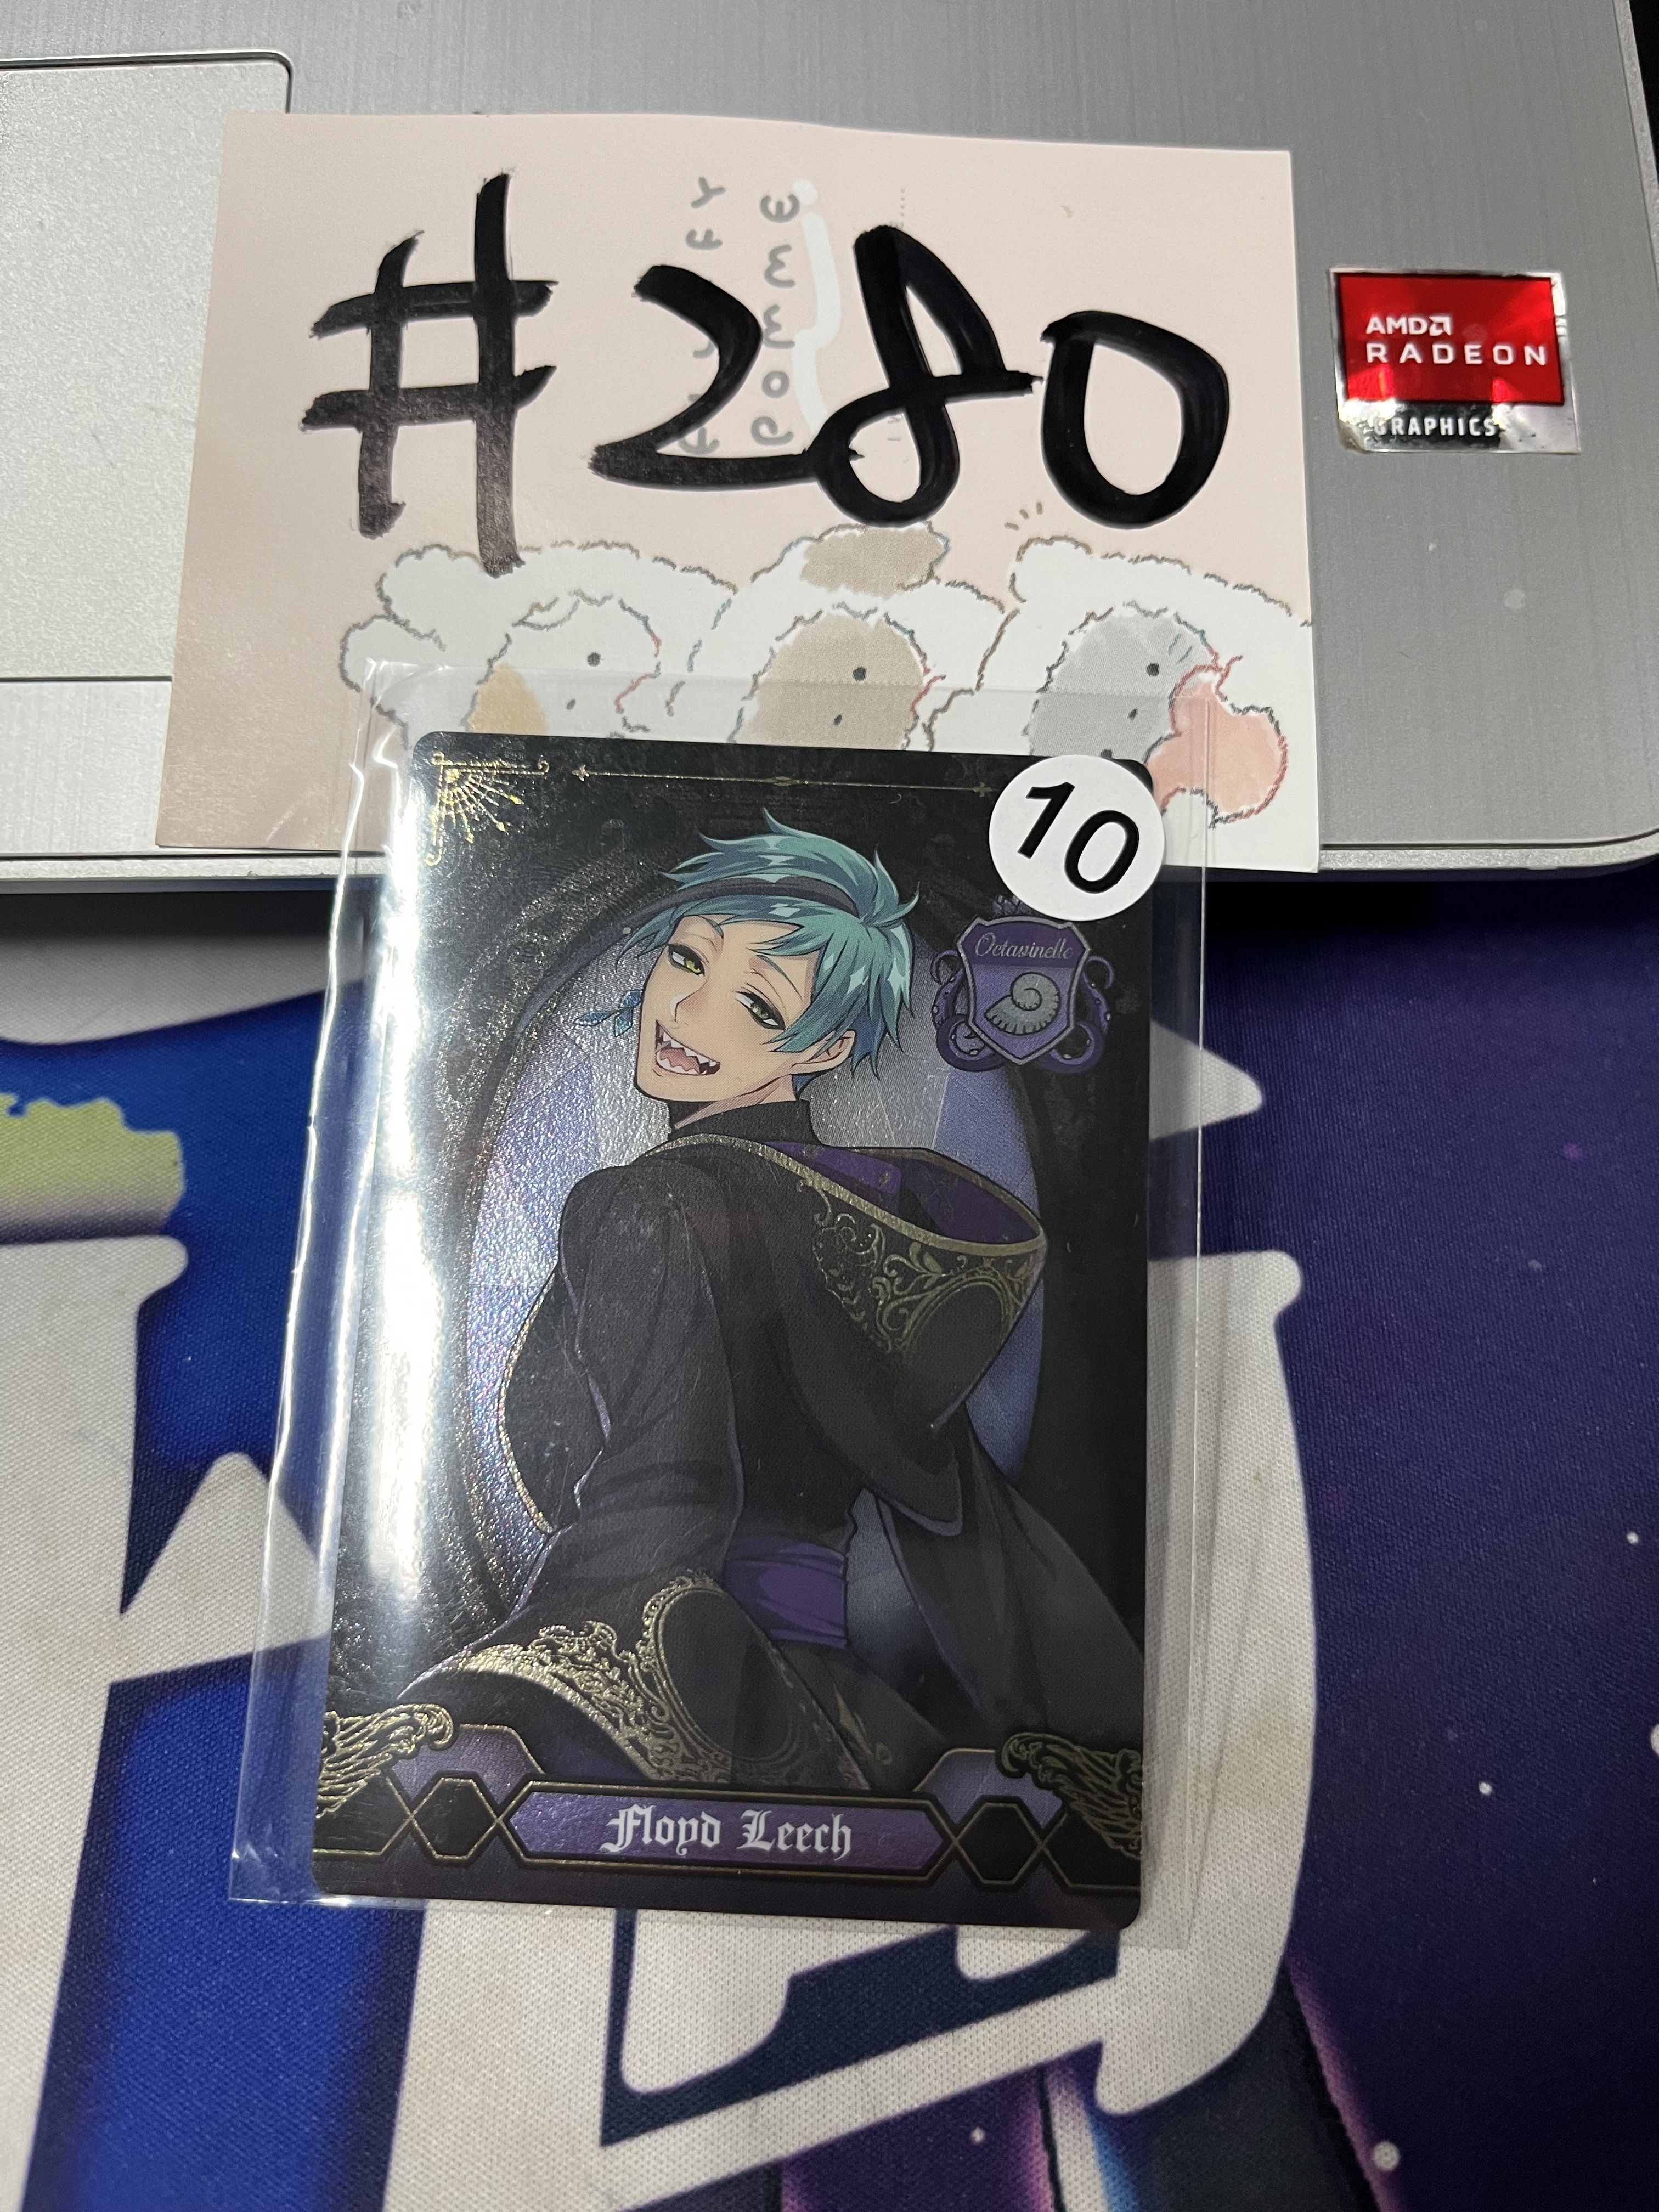 #280
AMD
RADEON
GRAPHICS
10
Octavinelle
Floyd Leech